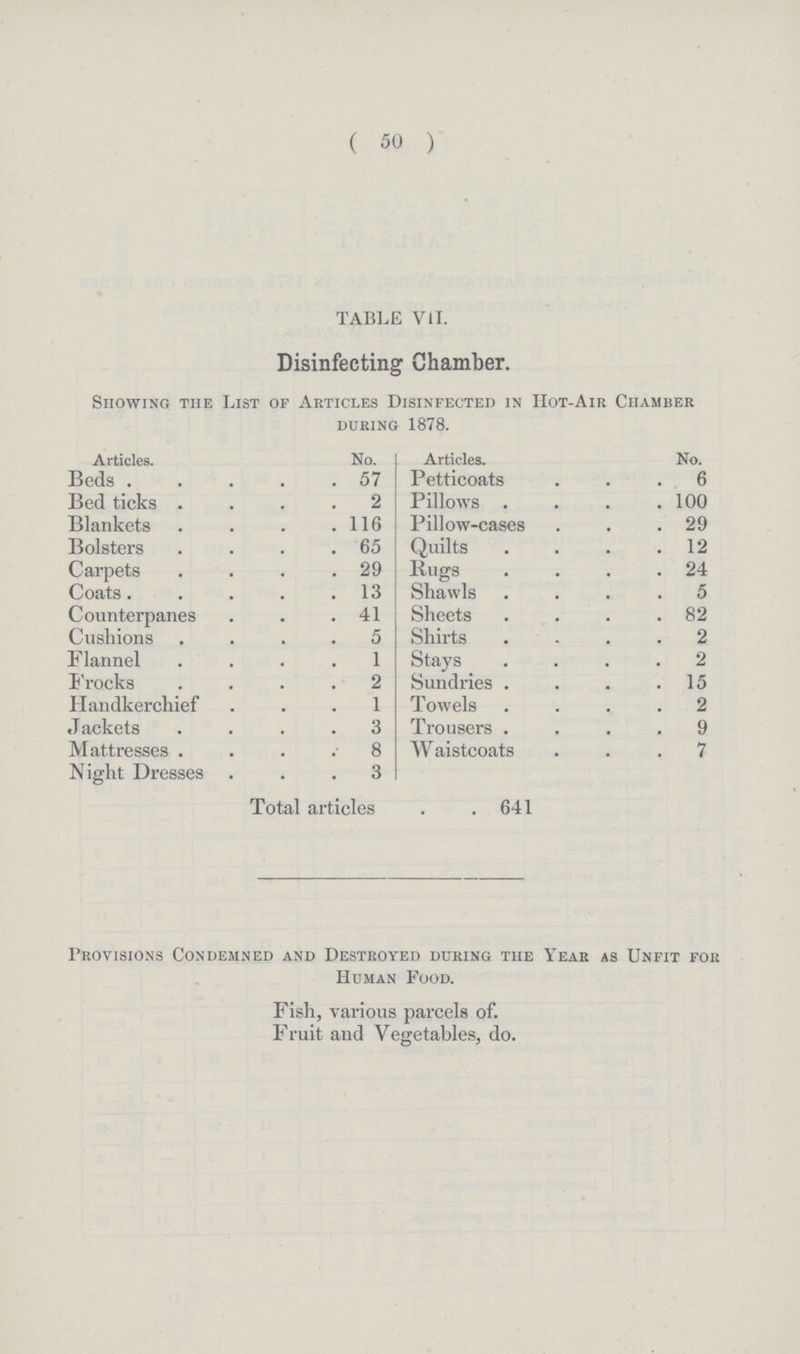 ( 50 )
TABLE VII.
Disinfecting Chamber.
Showing the List of Articles Disinfected in Hot-Air Chamber
during 1878.
Articles. No. Articles. No.
Beds . . . . . 57 Petticoats . . . 6
Bed ticks . . . . 2 Pillows . . . . 100
Blankets . . . . 116 Pillow-cases . . . 29
Bolsters . . . . 65 Quilts . . . . 12
Carpets . . . . 29 Rugs . . . . 24
Coats . . . . . 13 Shawls . . . . 5
Counterpanes . . . 41 Sheets . . . . 82
Cushions . . . . 5 Shirts . . . . 2
Flannel . . . . 1 Stays . . . . 2
Frocks . . . . 2 Sundries . . . . 15
Handkerchief . . . 1 Towels . . . . 2
Jackets . . . . 3 Trousers . . . . 9
Mattresses . . . . 8 Waistcoats . . . 7
Night Dresses . . . 3
Total articles . . 641
Provisions Condemned and Destroyed during the Year as Unfit for
Human Food.
Fish, various parcels of.
Fruit and Vegetables, do.